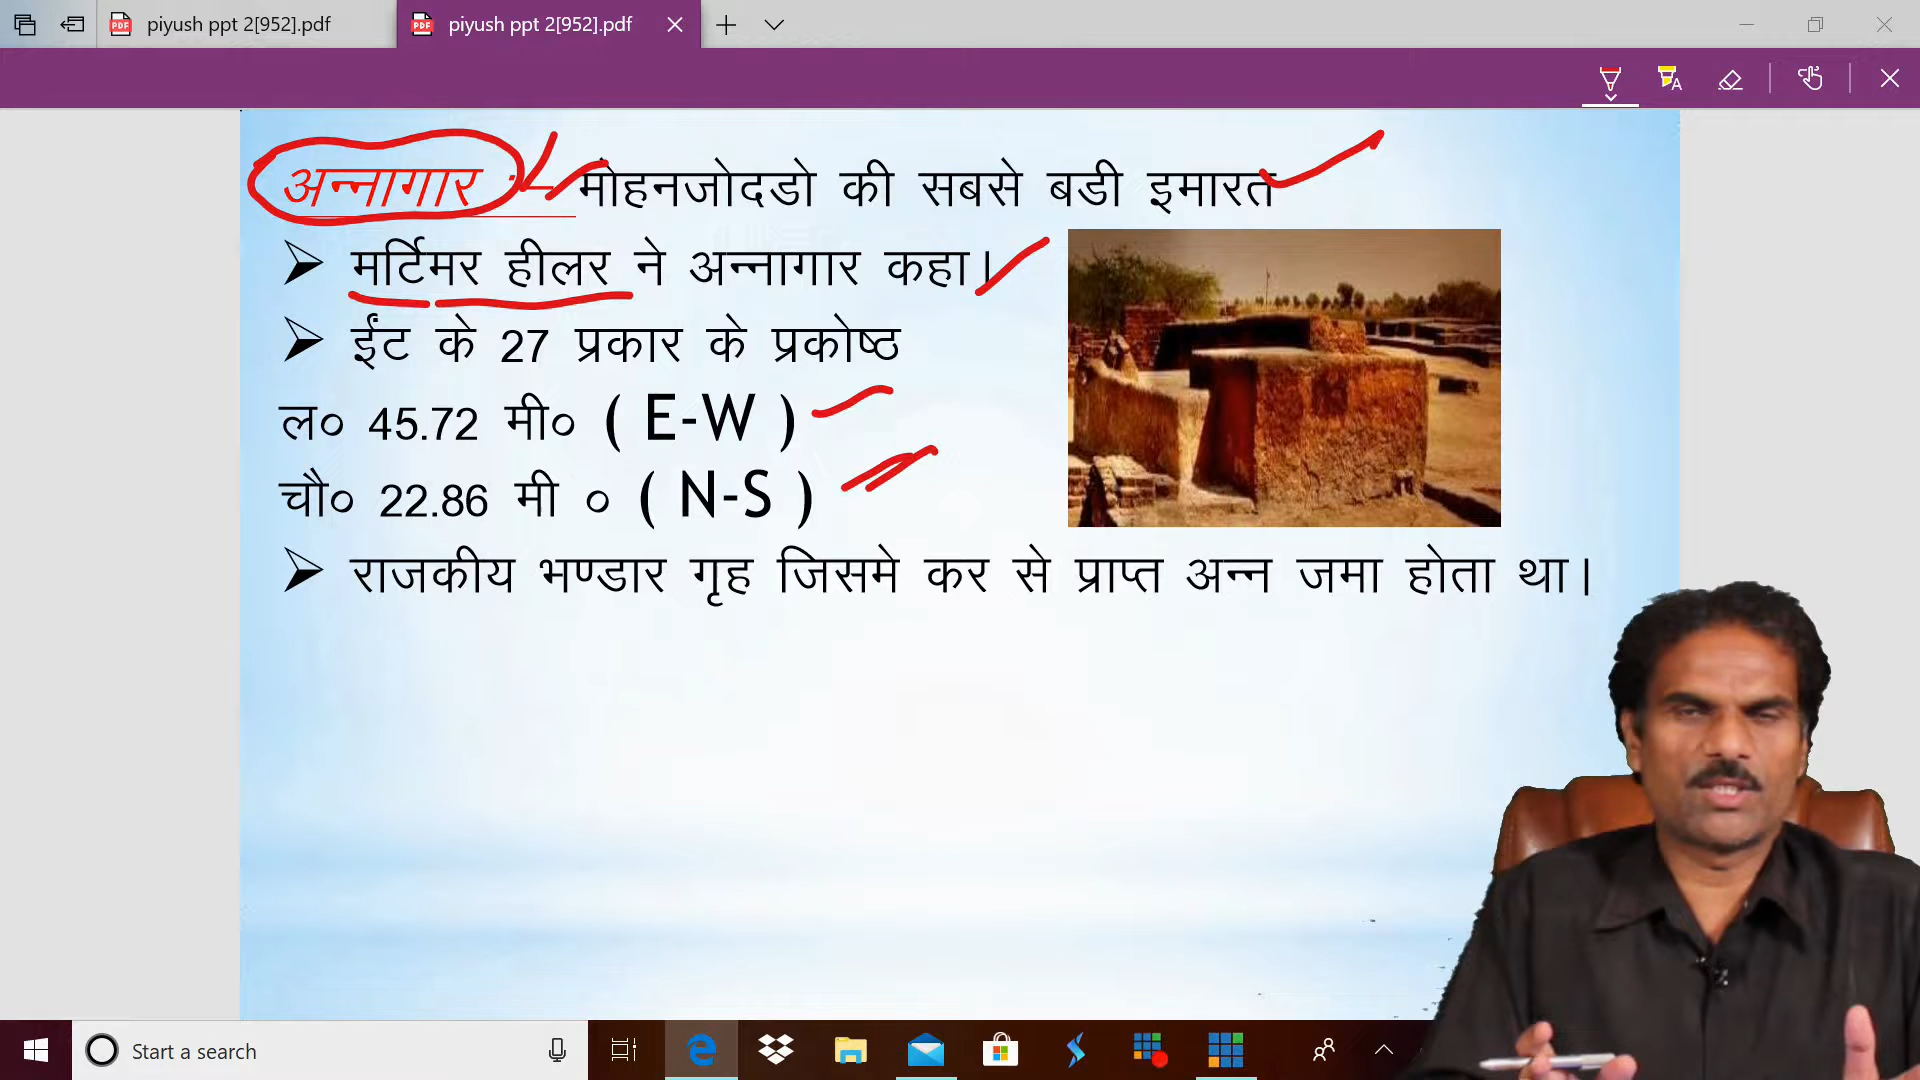 piyush ppt 2[952].pdf
piyush ppt 2[952].pdf
अन्नागार :– मोहनजोदडो की सबसे बडी इमारत
➢ मर्टिमर हीलर ने अन्नागार कहा।
➢ ईंट के 27 प्रकार के प्रकोष्ठ
ल० 45.72 मी० ( E-W )
चौ० 22.86 मी ० ( N-S )
➢ राजकीय भण्डार गृह जिसमे कर से प्राप्त अन्न जमा होता था।
Start a search